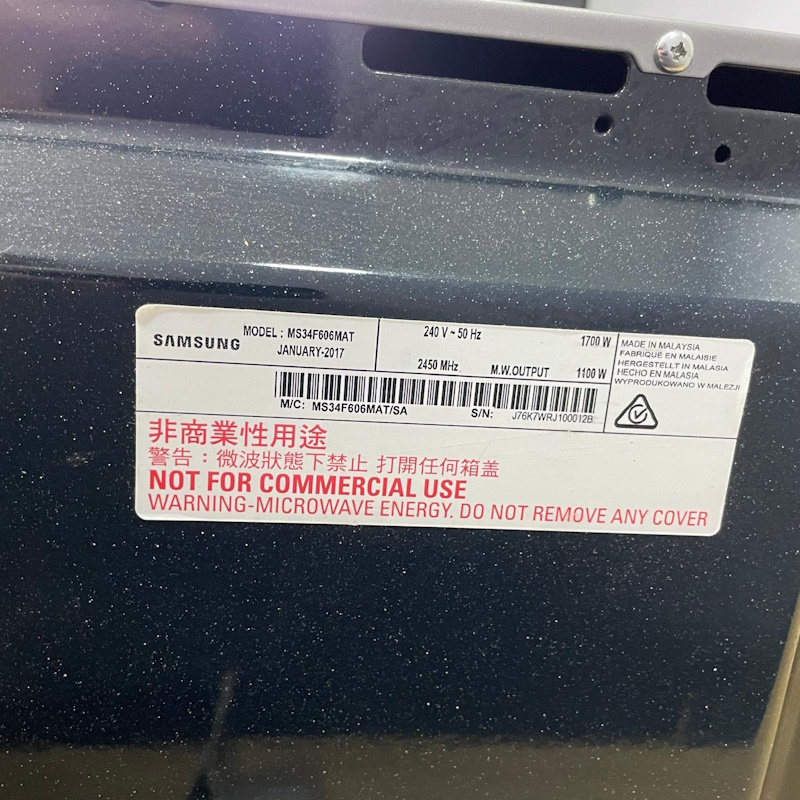 SAMSUNG
MODEL : MS34F606MAT
JANUARY-2017
240 V ~ 50 Hz
1700 W
2450 MHz
M.W.OUTPUT 1100 W
M/C: MS34F606MAT/SA
S/N: J76K7WRJ100012B
MADE IN MALAYSIA
FABRIQUÉ EN MALAISIE
HERGESTELLT IN MALASIA
HECHO EN MALASIA
WYPRODUKOWANO W MALEZJI
非商業性用途
警告：微波狀態下禁止 打開任何箱盖
NOT FOR COMMERCIAL USE
WARNING-MICROWAVE ENERGY. DO NOT REMOVE ANY COVER